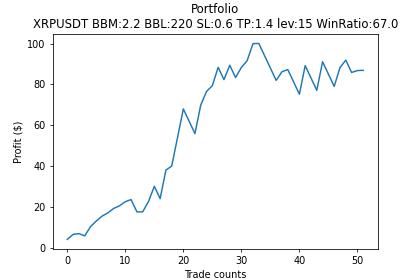 Portfolio
XRPUSDT BBM:2.2 BBL:220 SL:0.6 TP:1.4 lev:15 WinRatio:67.0
100
80
60
40
20
0
Profit ($)
0 10 20 30 40 50
Trade counts